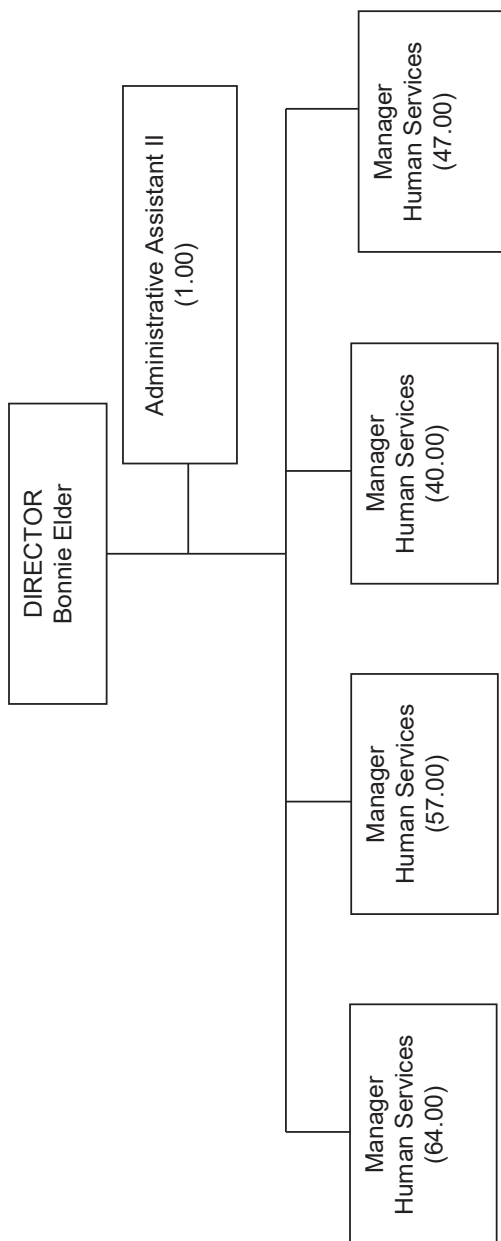 DIRECTOR
Bonnie Elder
Administrative Assistant II
(1.00)
Manager
Human Services
(64.00)
Manager
Human Services
(57.00)
Manager
Human Services
(40.00)
Manager
Human Services
(47.00)